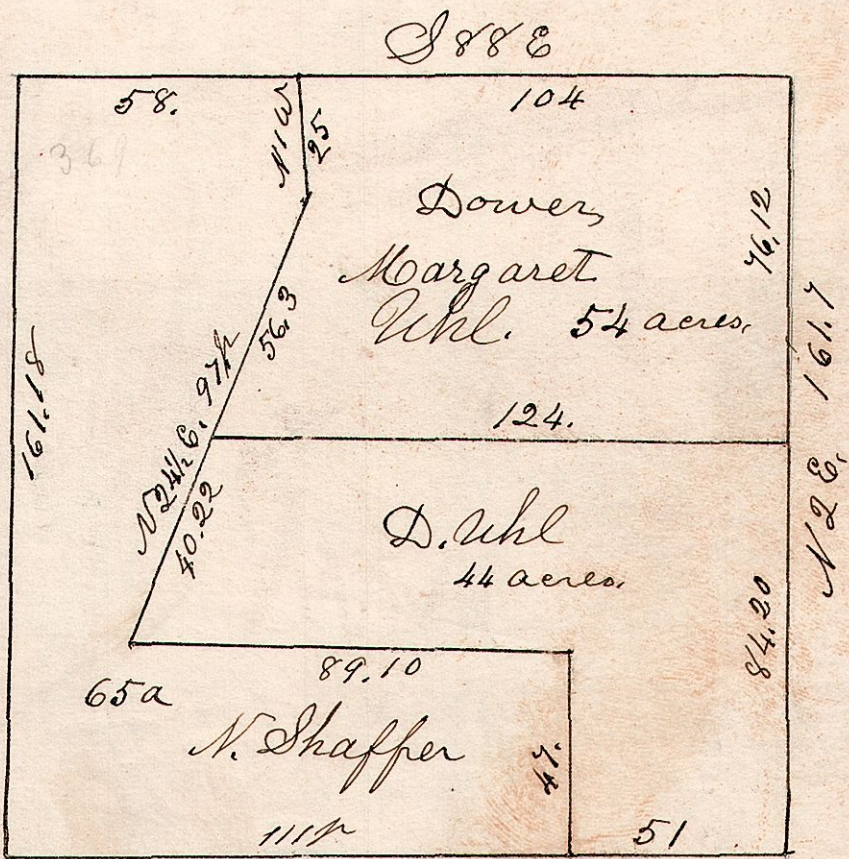 S 88 E
58.
104
N 1 W
25
369
Dower,
Margaret
Uhl. 54 acres,
76.12
56.3
161.18
N 2 E. 161.7
N 24½ E. 97p
124.
40.22
D. Uhl
44 acres.
84.20
89.10
65a
N. Shaffer
47.
111p
51